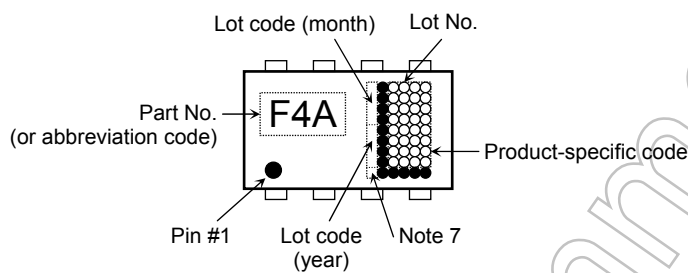 Lot code (month)
Lot No.
Part No.
(or abbreviation code)
F4A
Product-specific code
Pin #1
Lot code
(year)
Note 7